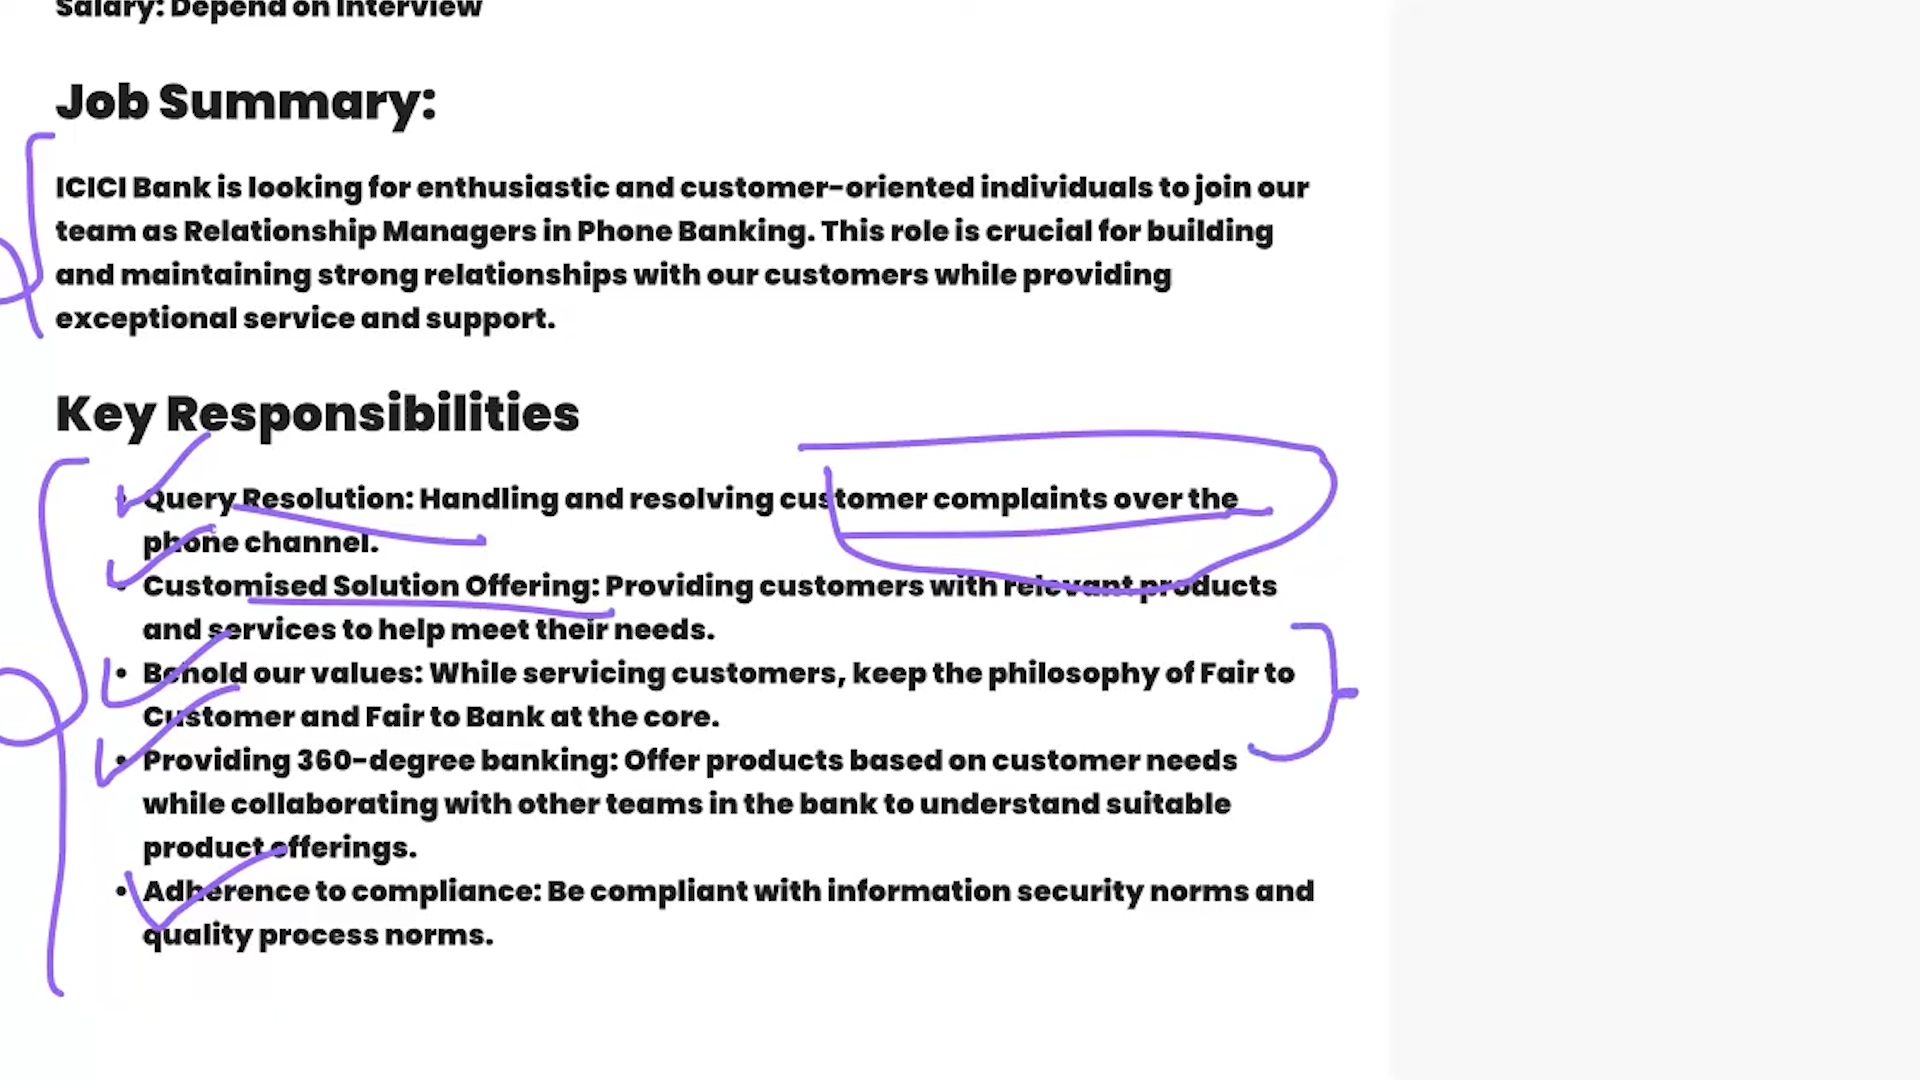 Salary: Depend on Interview
Job Summary:
ICICI Bank is looking for enthusiastic and customer-oriented individuals to join our
team as Relationship Managers in Phone Banking. This role is crucial for building
and maintaining strong relationships with our customers while providing
exceptional service and support.
Key Responsibilities
• Query Resolution: Handling and resolving customer complaints over the
phone channel.
• Customised Solution Offering: Providing customers with relevant products
and services to help meet their needs.
• Behold our values: While servicing customers, keep the philosophy of Fair to
Customer and Fair to Bank at the core.
• Providing 360-degree banking: Offer products based on customer needs
while collaborating with other teams in the bank to understand suitable
product offerings.
• Adherence to compliance: Be compliant with information security norms and
quality process norms.